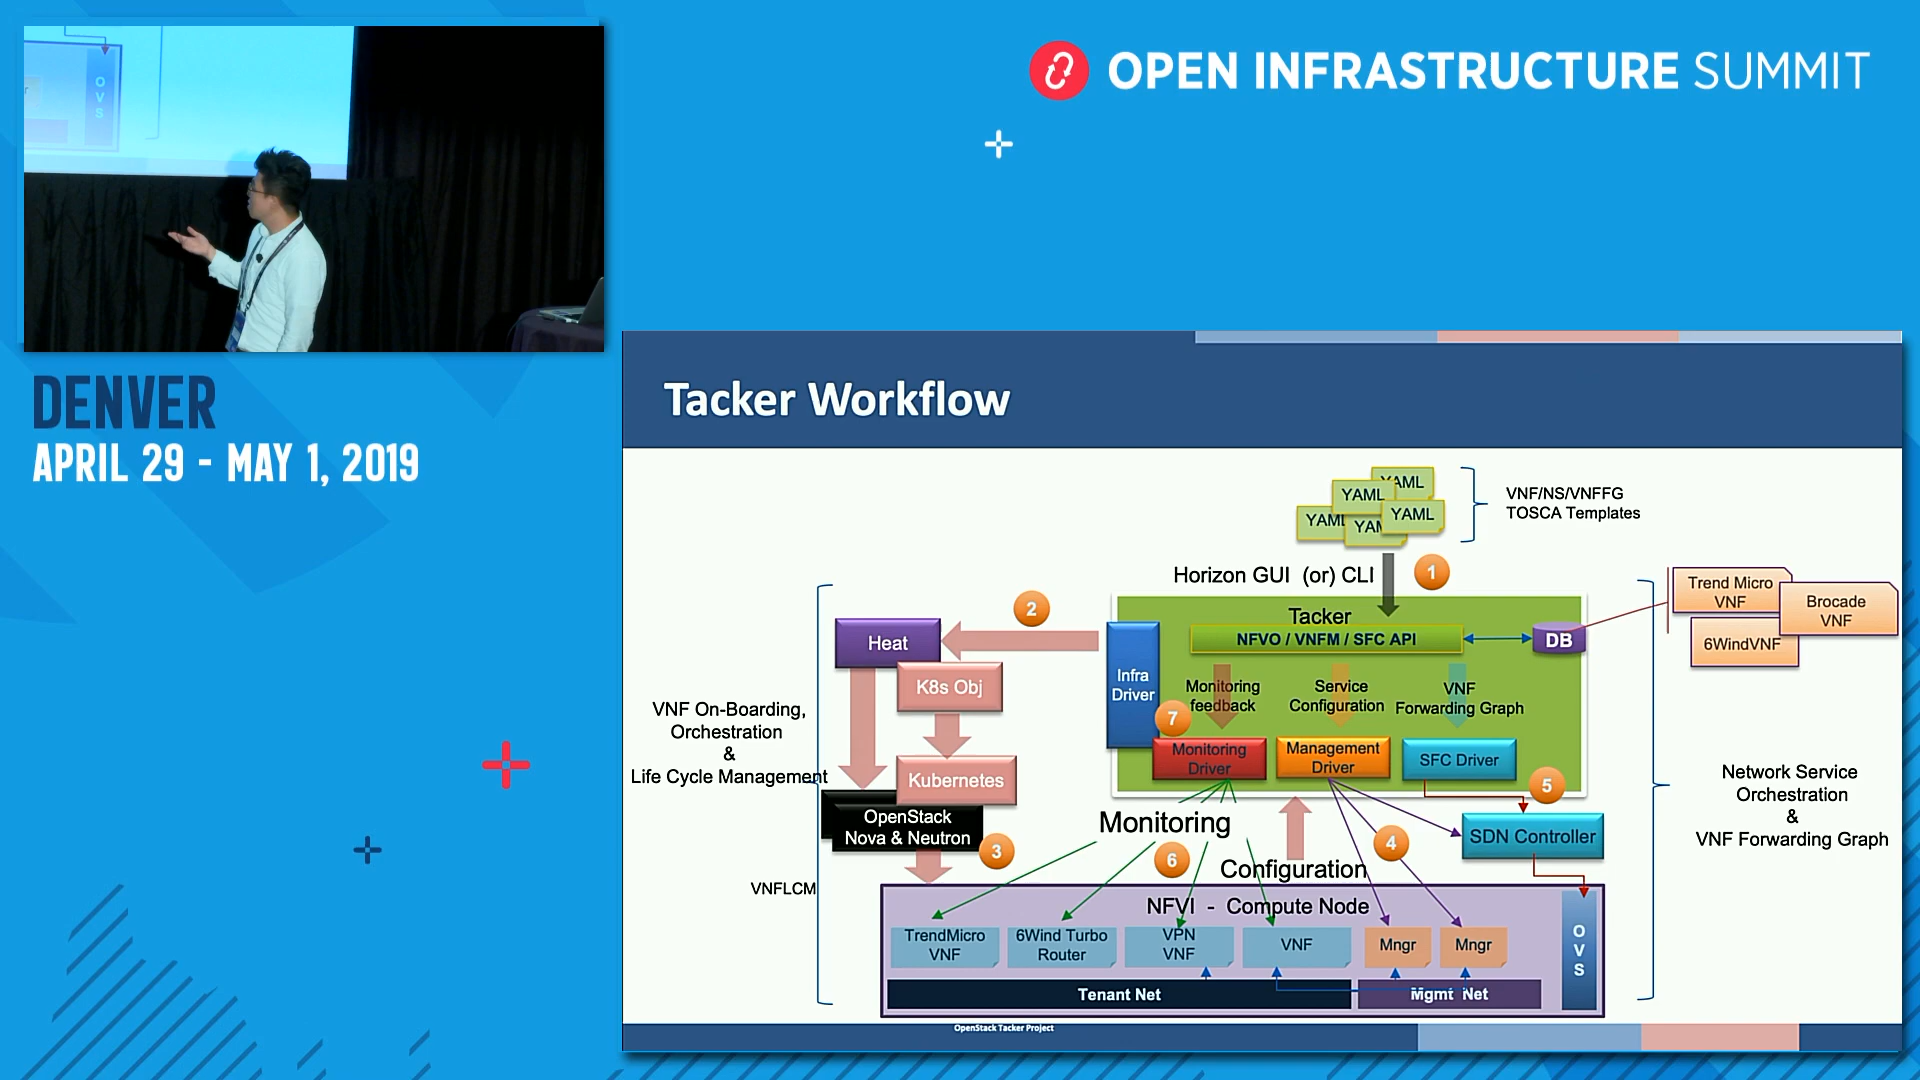 OPEN INFRASTRUCTURE SUMMIT
O
V
S
DENVER
APRIL 29 - MAY 1, 2019
Tacker Workflow
YAML
YAML
YAML
YAML
YAM
VNF/NS/VNFFG
TOSCA Templates
Horizon GUI (or) CLI
1
2
Tacker
NFVO / VNFM / SFC API
DB
Trend Micro
VNF
Brocade
VNF
6WindVNF
Heat
K8s Obj
Infra
Driver
Monitoring
feedback
Service
Configuration
VNF
Forwarding Graph
7
Monitoring
Driver
Management
Driver
SFC Driver
5
VNF On-Boarding,
Orchestration
&
Life Cycle Management
Kubernetes
OpenStack
Nova & Neutron
3
Monitoring
6
Configuration
4
SDN Controller
Network Service
Orchestration
&
VNF Forwarding Graph
VNFLCM
NFVI - Compute Node
TrendMicro
VNF
6Wind Turbo
Router
VPN
VNF
VNF
Mngr
Mngr
O
V
S
Tenant Net
Mgmt Net
OpenStack Tacker Project